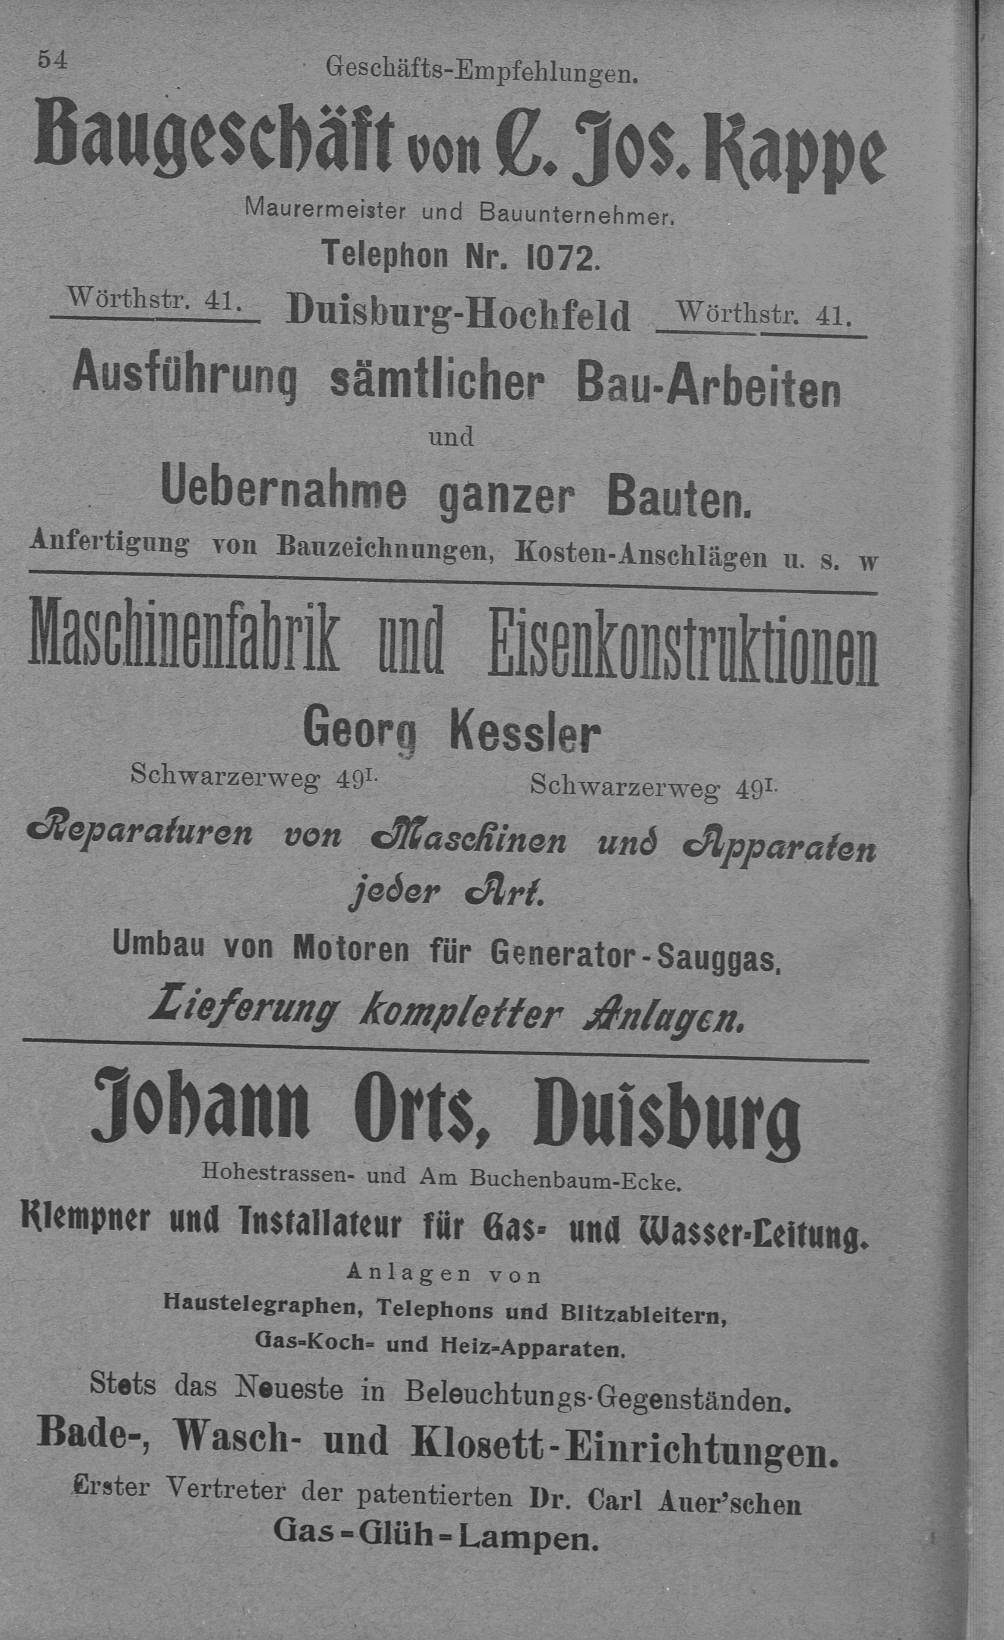 54
Geschäfts-Empfehlungen.
Baugeschäft von C. Jos. Kappe
Maurermeister und Bauunternehmer.
Telephon Nr. 1072.
Wörthstr. 41. Duisburg-Hochfeld Wörthstr. 41.
Ausführung sämtlicher Bau-Arbeiten
und
Uebernahme ganzer Bauten.
Anfertigung von Bauzeichnungen, Kosten-Anschlägen u. s. w
Maschinenfabrik und Eisenkonstruktionen
Georg Kessler
Schwarzerweg 49I. Schwarzerweg 49I.
Reparaturen von Maschinen und Apparaten
jeder Art.
Umbau von Motoren für Generator-Sauggas,
Lieferung kompletter Anlagen.
Johann Orts, Duisburg
Hohestrassen- und Am Buchenbaum-Ecke.
Klempner und Installateur für Gas- und Wasser-Leitung.
Anlagen von
Haustelegraphen, Telephons und Blitzableitern,
Gas-Koch- und Heiz-Apparaten.
Stets das Neueste in Beleuchtungs-Gegenständen.
Bade-, Wasch- und Klosett-Einrichtungen.
Erster Vertreter der patentierten Dr. Carl Auer'schen
Gas-Glüh-Lampen.